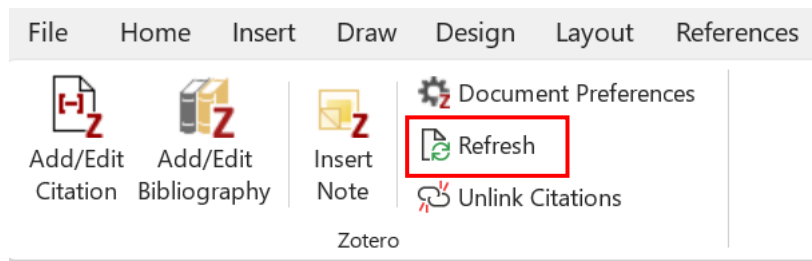 File Home Insert Draw Design Layout References
Add/Edit
Citation
Add/Edit
Bibliography
Insert
Note
Document Preferences
Refresh
Unlink Citations
Zotero